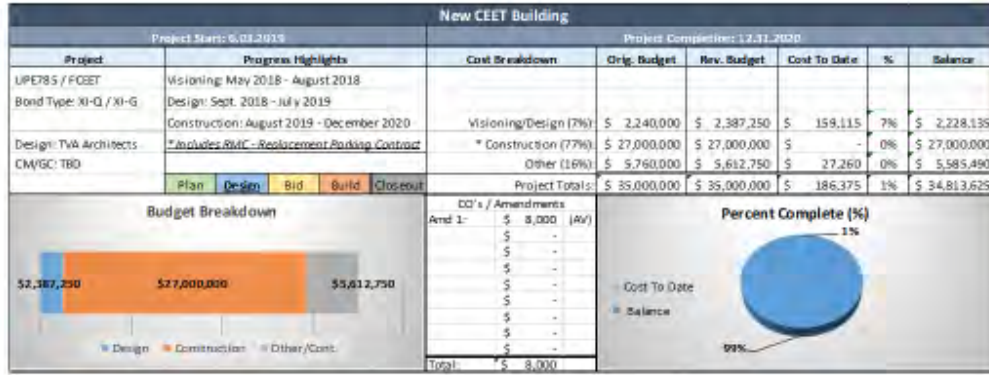 New CEET Building
Project Start: 6.03.2019 Project Completion: 12.31.2020
Project Progress Highlights Cost Breakdown Orig. Budget Rev. Budget Cost To Date % Balance
UPE785 / FCEET Visioning: May 2018 - August 2018
Bond Type: XI-Q / XI-G Design: Sept. 2018 - July 2019
Construction: August 2019 - December 2020 Visioning/Design (7%): $ 2,240,000 $ 2,387,250 $ 159,115 7% $ 2,228,135
Design: TVA Architects * Includes RMC - Replacement Parking Contract * Construction (77%): $ 27,000,000 $ 27,000,000 $ - 0% $ 27,000,000
CM/GC: TBD Other (16%): $ 5,760,000 $ 5,612,750 $ 27,260 0% $ 5,585,490
Plan Design Bid Build Closeout Project Totals: $ 35,000,000 $ 35,000,000 $ 186,375 1% $ 34,813,625
Budget Breakdown
$2,387,250 $27,000,000 $5,612,750
Design Construction Other/Cont.
CO's / Amendments
Amd 1: $ 8,000 (AV)
$ -
$ -
$ -
$ -
$ -
$ -
$ -
$ -
Total: $ 8,000
Percent Complete (%)
1%
Cost To Date
Balance
99%